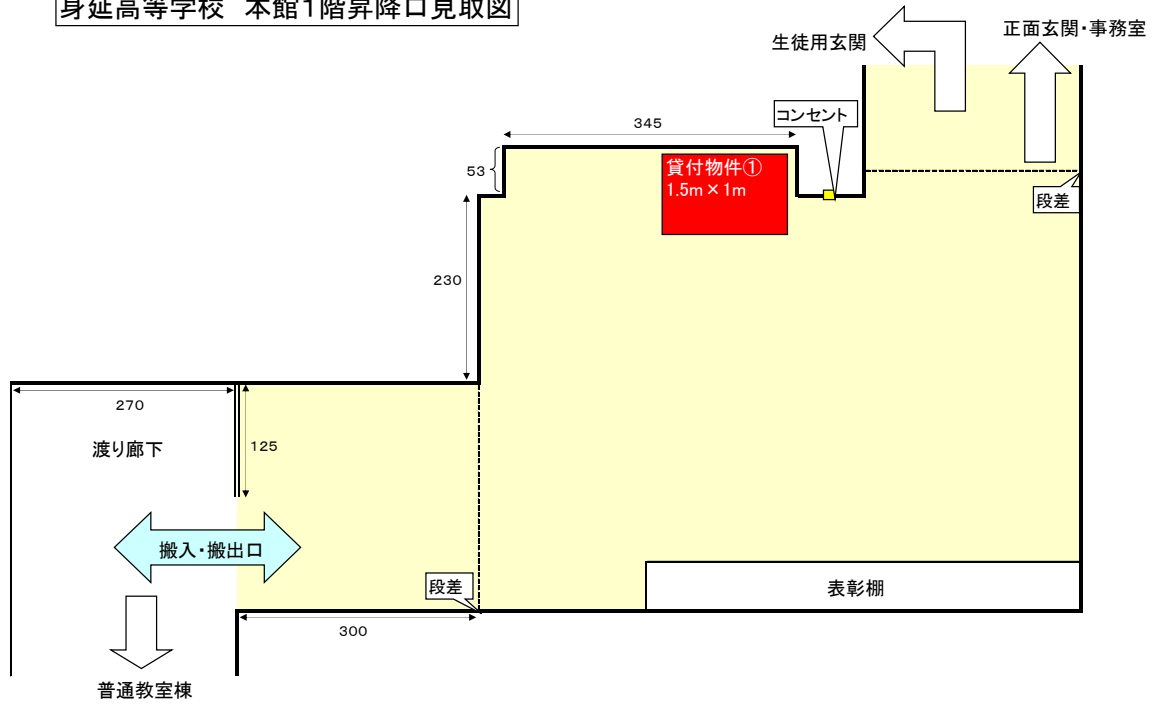 身延高等学校 本館1階昇降口見取図
正面玄関・事務室
生徒用玄関
コンセント
345
53
貸付物件①
1.5m×1m
段差
230
270
渡り廊下
125
搬入・搬出口
段差
表彰棚
300
普通教室棟